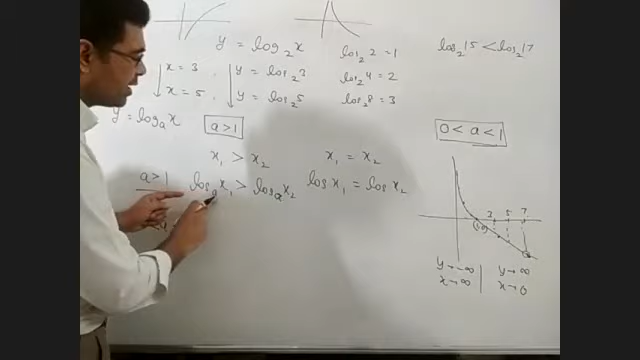 y = log₂x
log₂2 = 1
log₂15 < log₂17
x = 3, y = log₂3
log₂4 = 2
x = 5, y = log₂5
log₂8 = 3
y = logₐx
a > 1
0 < a < 1
x₁ > x₂
x₁ = x₂
a > 1
logₐx₁ > logₐx₂
log x₁ = log x₂
3 5 7
y → -∞ | y → ∞
x → ∞ | x → 0